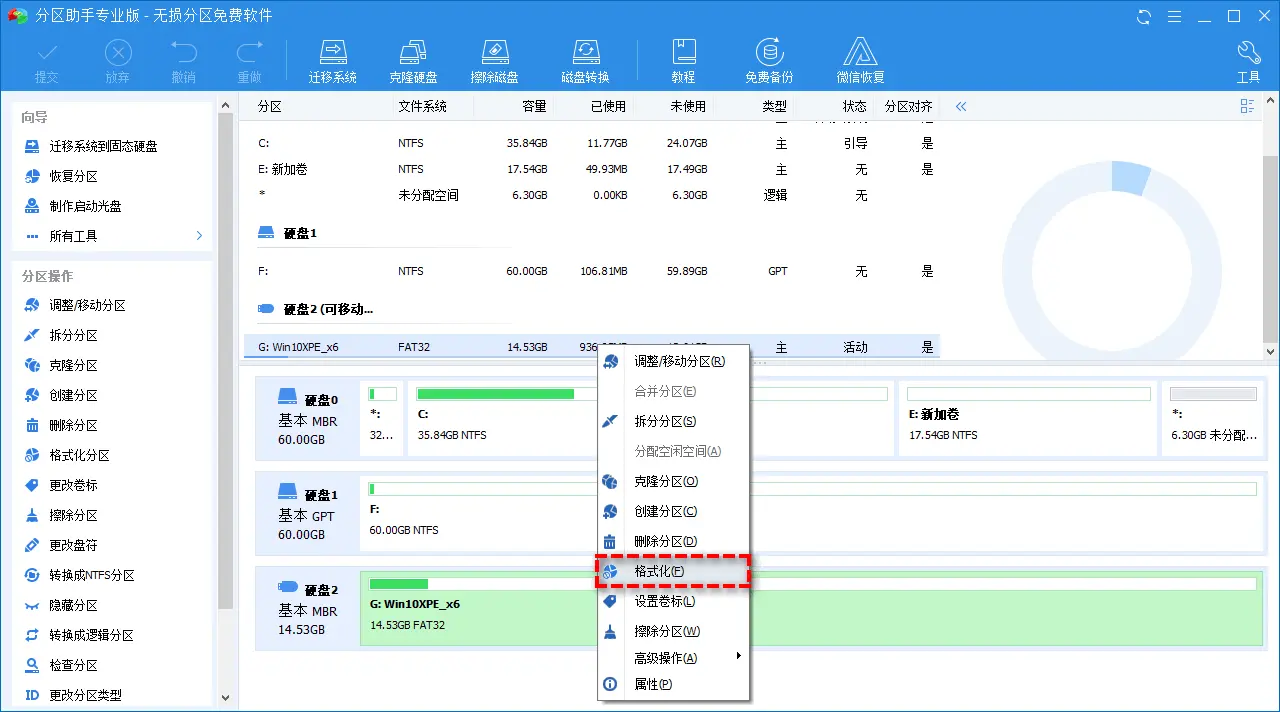 分区助手专业版 - 无损分区免费软件
提交 放弃 撤销 重做 迁移系统 克隆硬盘 擦除磁盘 磁盘转换 教程 免费备份 微信恢复 工具
向导
迁移系统到固态硬盘
恢复分区
制作启动光盘
所有工具
分区操作
调整/移动分区
拆分分区
克隆分区
创建分区
删除分区
格式化分区
更改卷标
擦除分区
更改盘符
转换成NTFS分区
隐藏分区
转换成逻辑分区
检查分区
ID 更改分区类型
分区 文件系统 容量 已使用 未使用 类型 状态 分区对齐
C: NTFS 35.84GB 11.77GB 24.07GB 主 引导 是
E: 新加卷 NTFS 17.54GB 49.93MB 17.49GB 主 无 是
* 未分配空间 6.30GB 0.00KB 6.30GB 逻辑 无
硬盘1
F: NTFS 60.00GB 106.81MB 59.89GB GPT 无 是
硬盘2 (可移动...
G: Win10XPE_x6 FAT32 14.53GB 主 活动 是
硬盘0
基本 MBR
60.00GB
*:
32...
C:
35.84GB NTFS
E: 新加卷
17.54GB NTFS
*:
6.30GB 未分配...
硬盘1
基本 GPT
60.00GB
F:
60.00GB NTFS
硬盘2
基本 MBR
14.53GB
G: Win10XPE_x6
14.53GB FAT32
调整/移动分区(R)
合并分区(E)
拆分分区(S)
分配空闲空间(A)
克隆分区(O)
创建分区(C)
删除分区(D)
格式化(F)
设置卷标(L)
擦除分区(W)
高级操作(A)
属性(P)